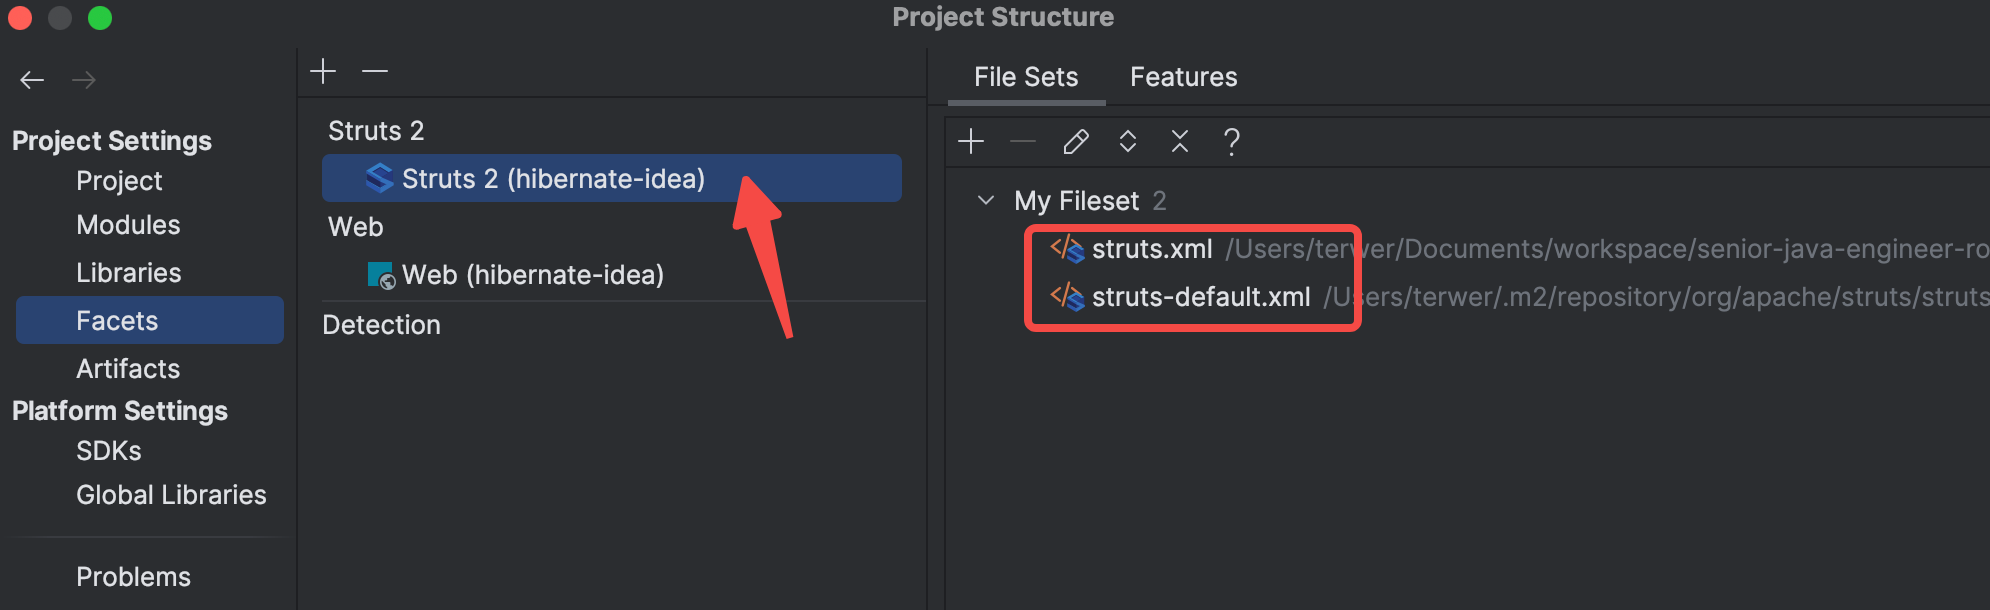 Project Structure
Project Settings
Project
Modules
Libraries
Facets
Artifacts
Platform Settings
SDKs
Global Libraries
Problems
Struts 2
Struts 2 (hibernate-idea)
Web
Web (hibernate-idea)
Detection
File Sets Features
?
My Fileset 2
struts.xml /Users/terwer/Documents/workspace/senior-java-engineer-ro
struts-default.xml /Users/terwer/.m2/repository/org/apache/struts/struts